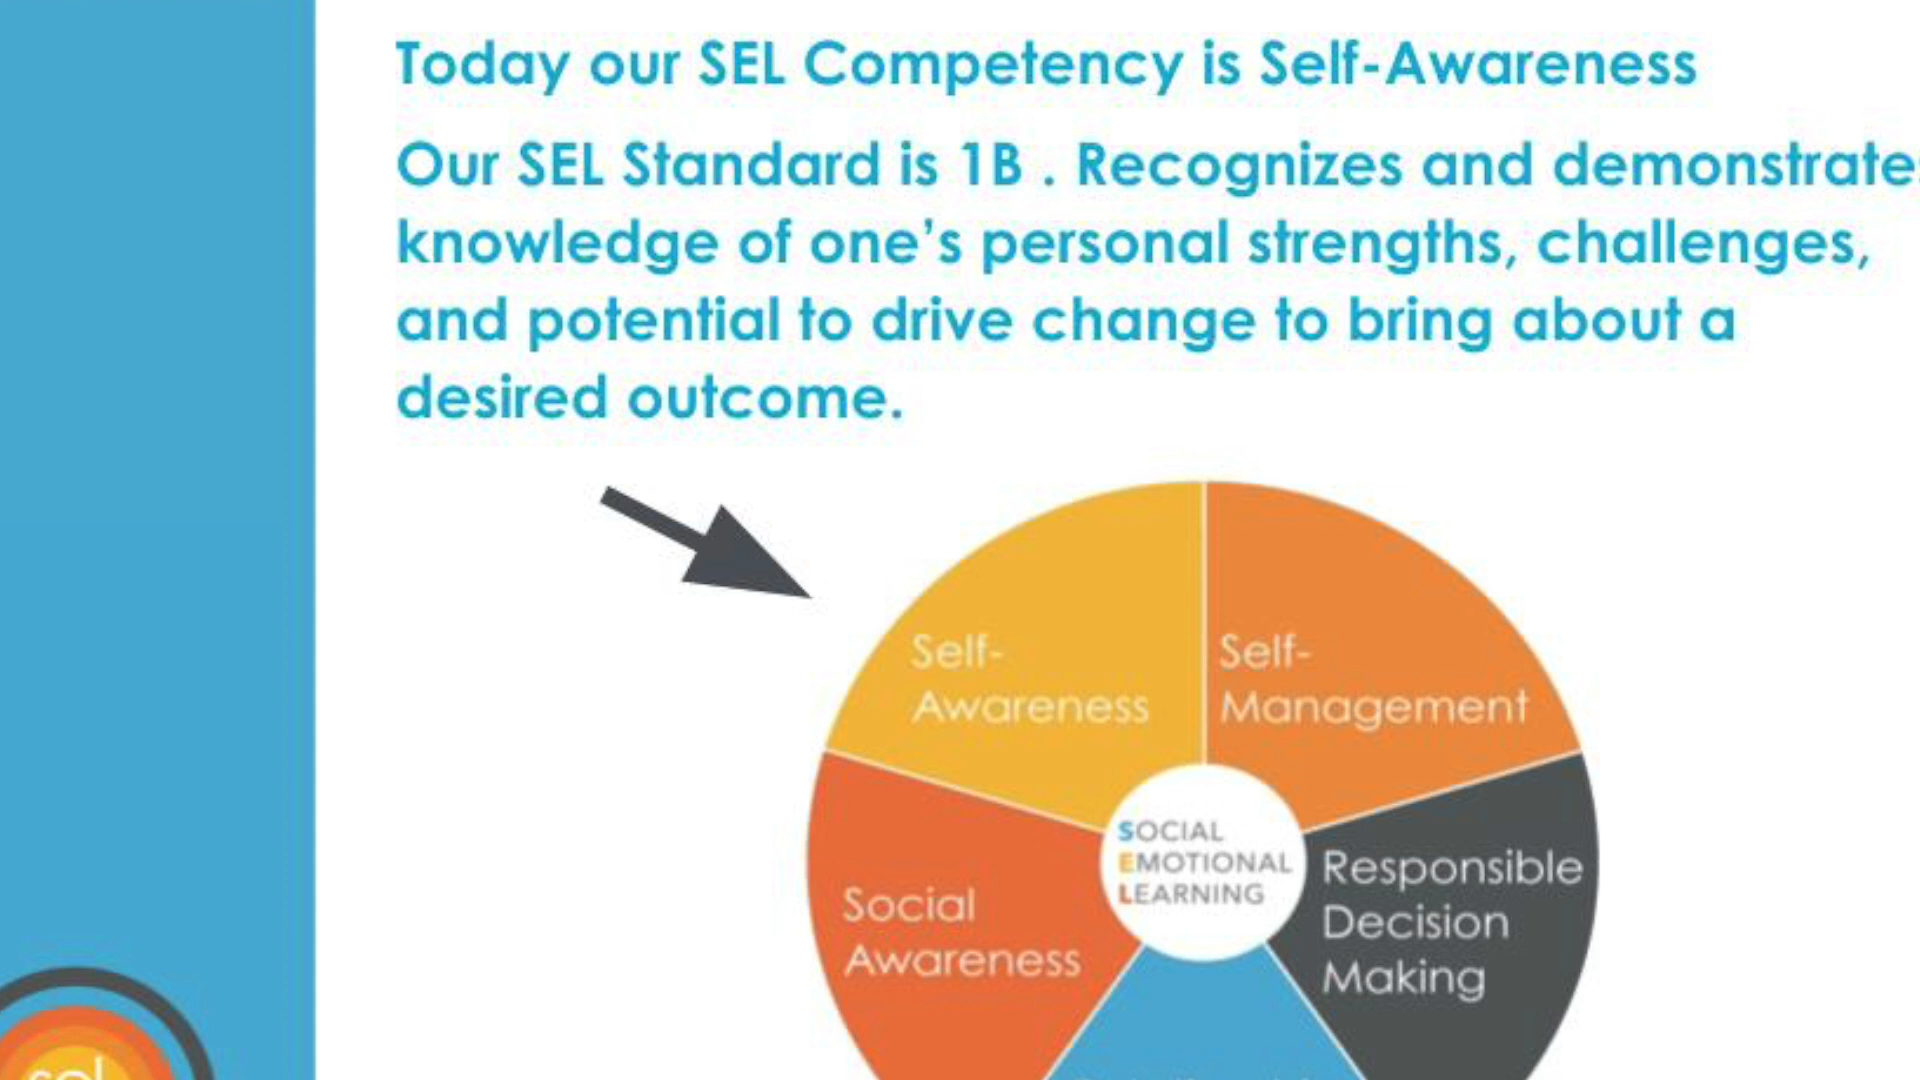 Today our SEL Competency is Self-Awareness
Our SEL Standard is 1B . Recognizes and demonstrate
knowledge of one's personal strengths, challenges,
and potential to drive change to bring about a
desired outcome.
Self-
Awareness
Self-
Management
SOCIAL
EMOTIONAL
LEARNING
Responsible
Decision
Making
Social
Awareness
sel